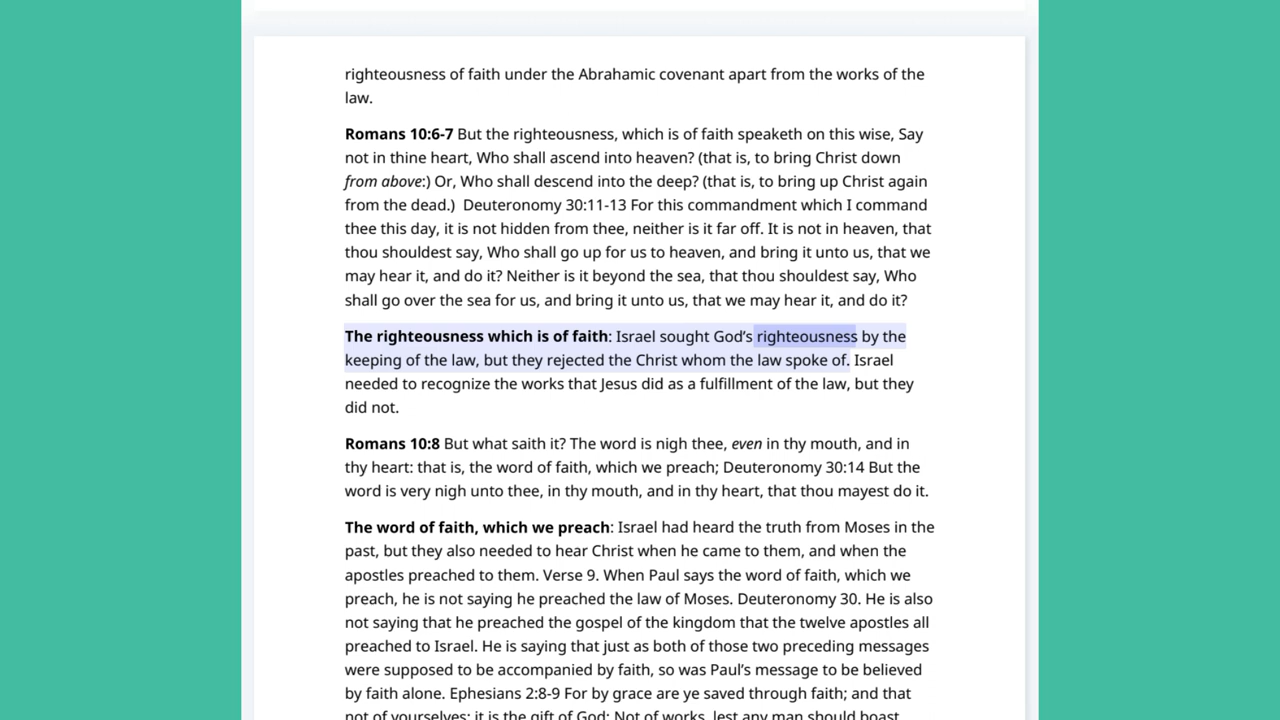 righteousness of faith under the Abrahamic covenant apart from the works of the
law.
Romans 10:6-7 But the righteousness, which is of faith speaketh on this wise, Say
not in thine heart, Who shall ascend into heaven? (that is, to bring Christ down
from above:) Or, Who shall descend into the deep? (that is, to bring up Christ again
from the dead.)  Deuteronomy 30:11-13 For this commandment which I command
thee this day, it is not hidden from thee, neither is it far off. It is not in heaven, that
thou shouldest say, Who shall go up for us to heaven, and bring it unto us, that we
may hear it, and do it? Neither is it beyond the sea, that thou shouldest say, Who
shall go over the sea for us, and bring it unto us, that we may hear it, and do it?
The righteousness which is of faith: Israel sought God’s righteousness by the
keeping of the law, but they rejected the Christ whom the law spoke of. Israel
needed to recognize the works that Jesus did as a fulfillment of the law, but they
did not.
Romans 10:8 But what saith it? The word is nigh thee, even in thy mouth, and in
thy heart: that is, the word of faith, which we preach; Deuteronomy 30:14 But the
word is very nigh unto thee, in thy mouth, and in thy heart, that thou mayest do it.
The word of faith, which we preach: Israel had heard the truth from Moses in the
past, but they also needed to hear Christ when he came to them, and when the
apostles preached to them. Verse 9. When Paul says the word of faith, which we
preach, he is not saying he preached the law of Moses. Deuteronomy 30. He is also
not saying that he preached the gospel of the kingdom that the twelve apostles all
preached to Israel. He is saying that just as both of those two preceding messages
were supposed to be accompanied by faith, so was Paul’s message to be believed
by faith alone. Ephesians 2:8-9 For by grace are ye saved through faith; and that
not of yourselves: it is the gift of God: Not of works, lest any man should boast.